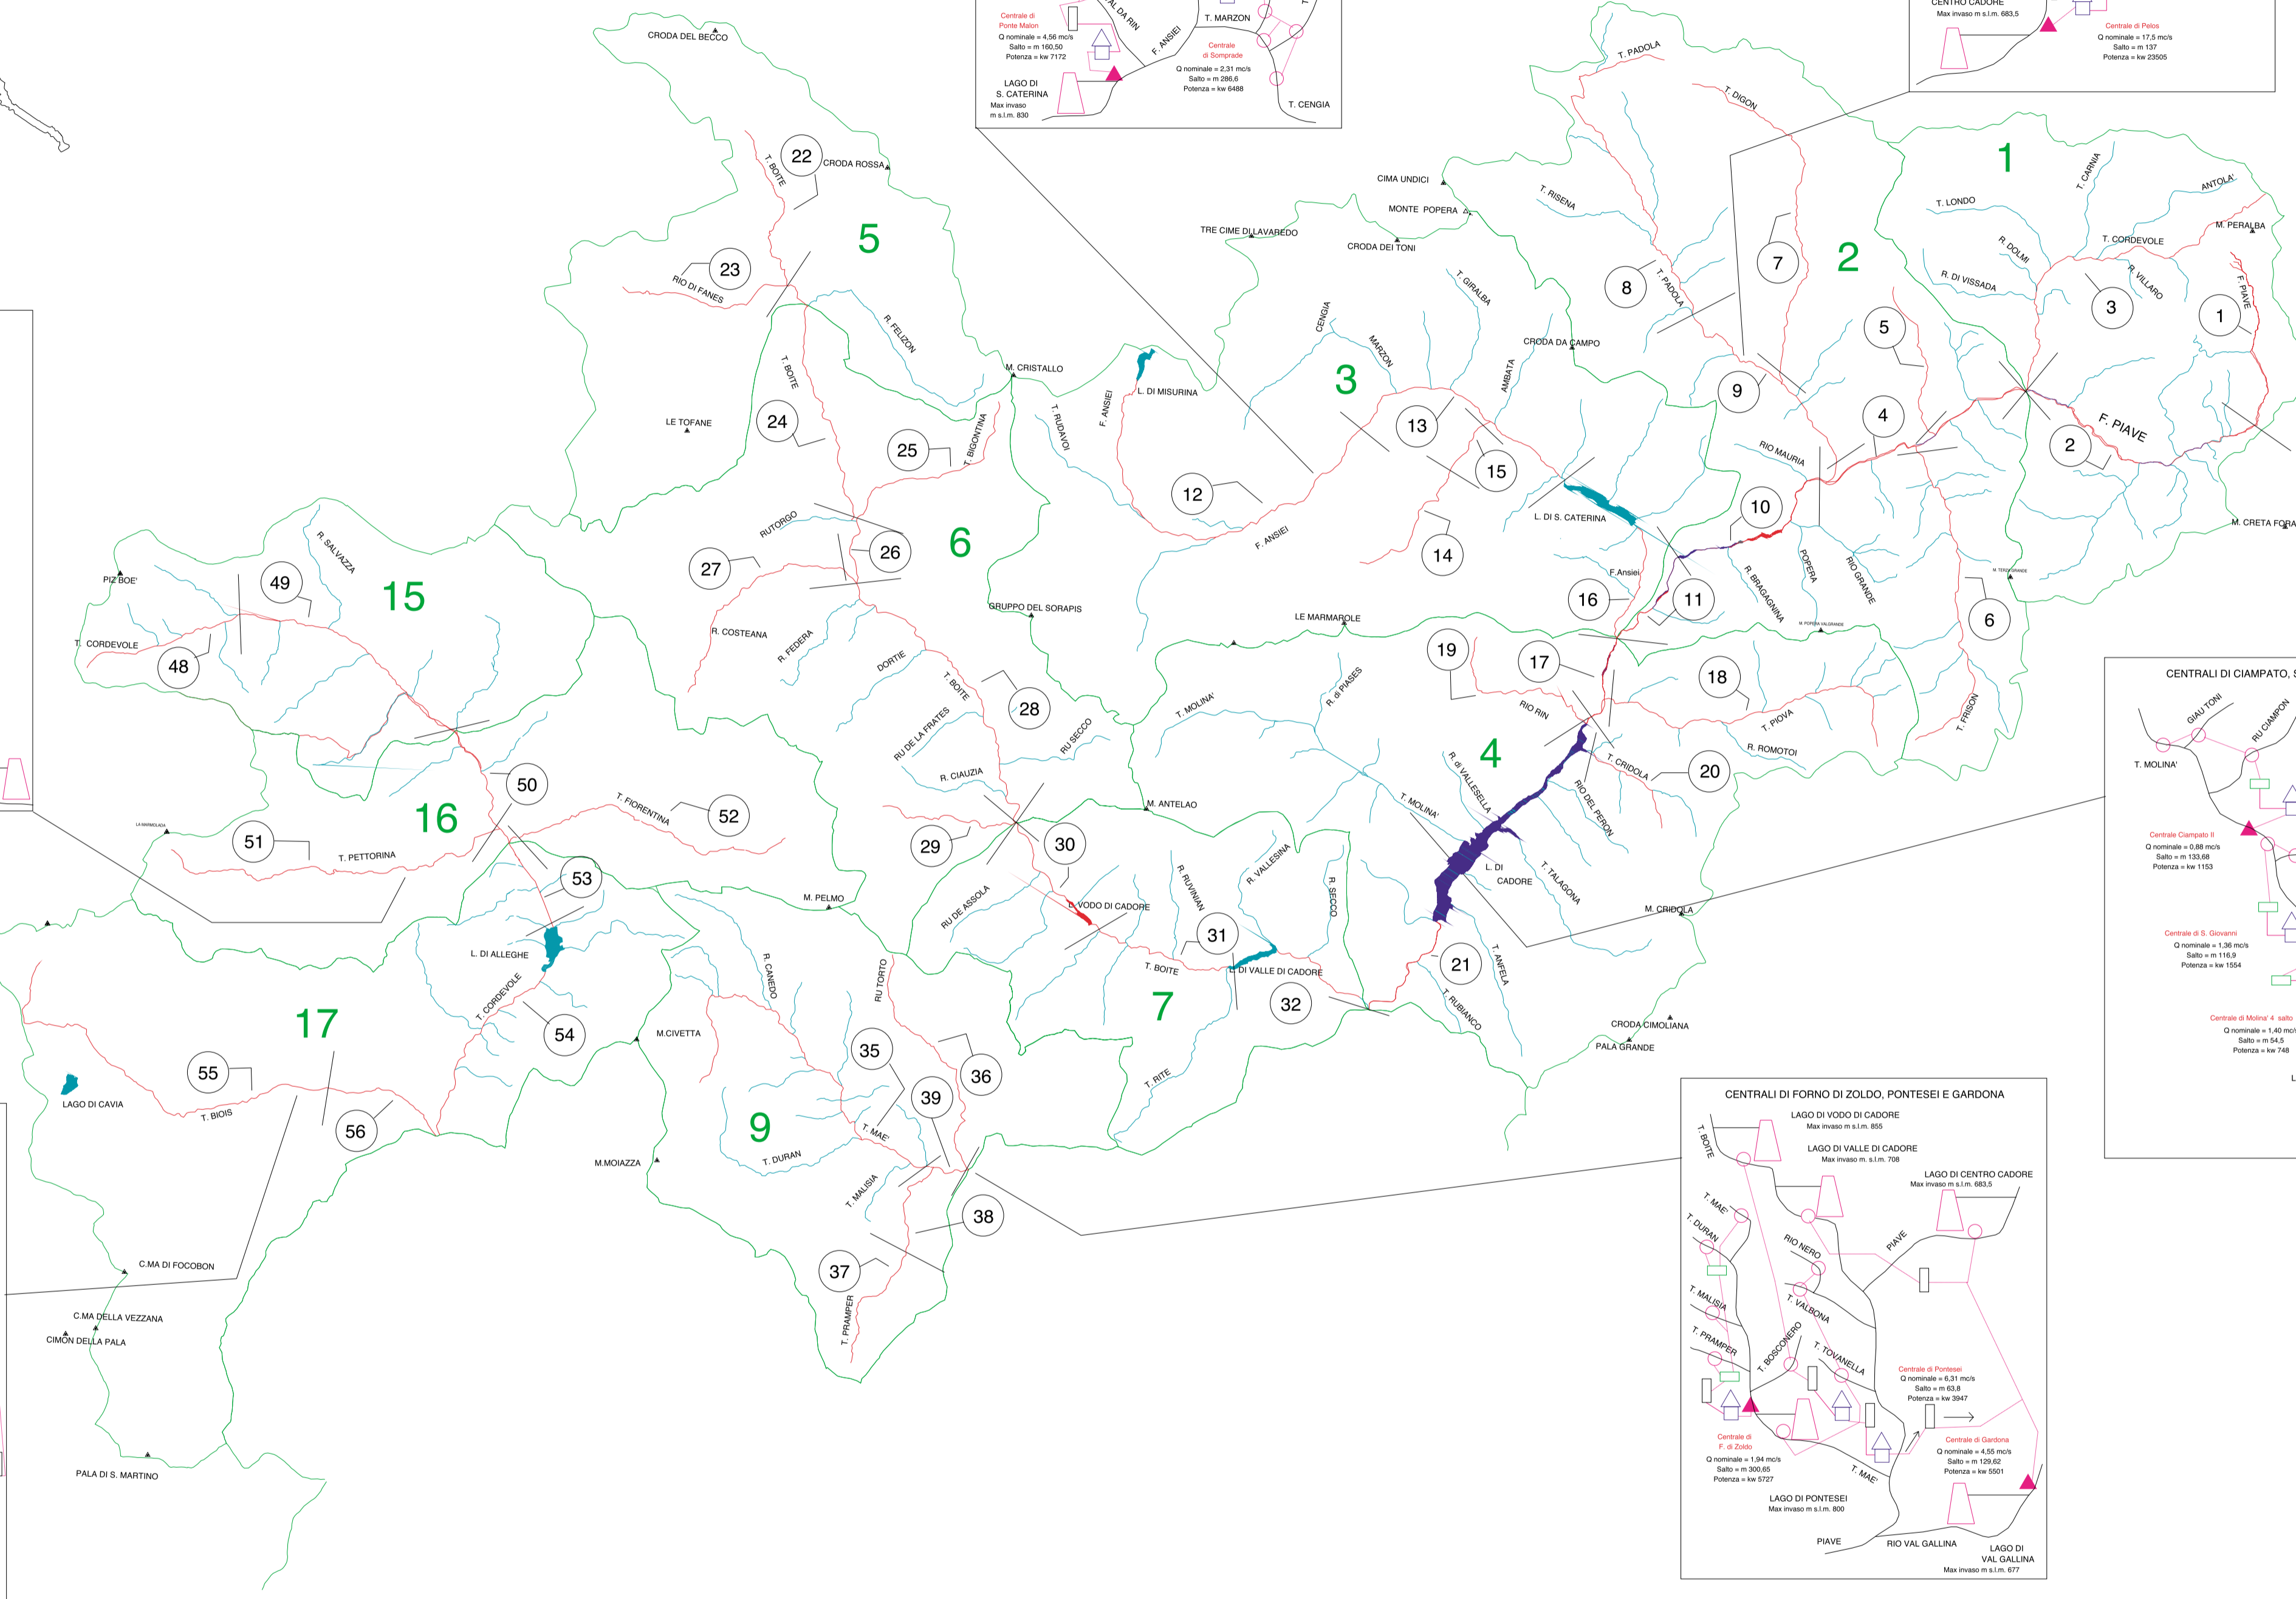 CRODA DEL BECCO
Centrale di
Ponte Malon
Q nominale = 4,56 mc/s
Salto = m 160,50
Potenza = kw 7172
LAGO DI
S. CATERINA
Max invaso
m s.l.m. 830
VAL DA RIN
F. ANSIEI
T. MARZON
Centrale
di Somprade
Q nominale = 2,31 mc/s
Salto = m 286,6
Potenza = kw 6488
T. CENGIA
CENTRO CADORE
Max invaso m s.l.m. 683,5
Centrale di Pelos
Q nominale = 17,5 mc/s
Salto = m 137
Potenza = kw 23505
T. PADOLA
T. DIGON
1
T. BOITE
22
CRODA ROSSA
5
23
RIO DI FANES
R. FELIZON
CIMA UNDICI
MONTE POPERA
TRE CIME DI LAVAREDO
CRODA DEI TONI
T. RISENA
8
T. PADOLA
7
2
T. LONDO
T. CARNIA
ANTOLA'
M. PERALBA
T. CORDEVOLE
R. DOLMI
R. DI VISSADA
R. VILLARO
3
F. PIAVE
1
T. GIRALBA
CENGIA
MARZON
3
CRODA DA CAMPO
AMBATA
5
9
4
F. PIAVE
2
T. BOITE
24
LE TOFANE
M. CRISTALLO
L. DI MISURINA
F. ANSIEI
T. RUDAVOI
25
T. BIGONTINA
12
13
15
RIO MAURIA
10
L. DI S. CATERINA
F. ANSIEI
14
M. CRETA FORA
RUTORGO
26
27
6
F.Ansiei
16
11
R. BRAGAGNINA
POPERA
RIO GRANDE
M. TERZA GRANDE
6
M. POPERA VALGRANDE
PIZ BOE'
49
R. SALVAZZA
15
T. CORDEVOLE
48
R. COSTEANA
R. FEDERA
DORTIE
GRUPPO DEL SORAPIS
LE MARMAROLE
19
17
18
T. BOITE
28
RU DE LA FRATES
RU SECCO
R. CIAUZIA
T. MOLINA'
R. di PIASES
RIO RIN
T. PIOVA
R. ROMOTOI
T. FRISON
4
T. CRIDOLA
20
R. di VALLESELLA
RIO DEL PERON
T. MOLINA'
L. DI
CADORE
T. TALAGONA
M. CRIDOLA
50
16
LA MARMOLADA
51
T. PETTORINA
T. FIORENTINA
52
53
29
30
M. ANTELAO
M. PELMO
RU DE ASSOLA
L. VODO DI CADORE
R. RUVINIAN
R. VALLESINA
R. SECCO
31
T. BOITE
L. DI VALLE DI CADORE
32
7
T. RITE
21
T. ANFELA
T. RUBIANCO
CRODA CIMOLIANA
PALA GRANDE
L. DI ALLEGHE
T. CORDEVOLE
54
17
55
LAGO DI CAVIA
T. BIOIS
56
R. CANEDO
RU TORTO
M.CIVETTA
35
36
39
9
T. MAE'
T. DURAN
M.MOIAZZA
T. MALISIA
38
37
T. PRAMPER
C.MA DI FOCOBON
C.MA DELLA VEZZANA
CIMON DELLA PALA
PALA DI S. MARTINO
CENTRALI DI CIAMPATO, S
GIAU TONI
RU CIAMPON
T. MOLINA'
Centrale Ciampato II
Q nominale = 0,88 mc/s
Salto = m 133,68
Potenza = kw 1153
Centrale di S. Giovanni
Q nominale = 1,36 mc/s
Salto = m 116,9
Potenza = kw 1554
Centrale di Molina' 4. salto
Q nominale = 1,40 mc/s
Salto = m 54,5
Potenza = kw 748
L
CENTRALI DI FORNO DI ZOLDO, PONTESEI E GARDONA
LAGO DI VODO DI CADORE
Max invaso m s.l.m. 855
T. BOITE
LAGO DI VALLE DI CADORE
Max invaso m. s.l.m. 708
LAGO DI CENTRO CADORE
Max invaso m s.l.m. 683,5
T. MAE'
T. DURAN
RIO NERO
PIAVE
T. MALISIA
T. VALBONA
T. PRAMPER
T. BOSCONERO
T. TOVANELLA
Centrale di Pontesei
Q nominale = 6,31 mc/s
Salto = m 63,8
Potenza = kw 3947
Centrale di
F. di Zoldo
Q nominale = 1,94 mc/s
Salto = m 300,65
Potenza = kw 5727
Centrale di Gardona
Q nominale = 4,55 mc/s
Salto = m 129,62
Potenza = kw 5501
T. MAE'
LAGO DI PONTESEI
Max invaso m s.l.m. 800
PIAVE
RIO VAL GALLINA
LAGO DI
VAL GALLINA
Max invaso m s.l.m. 677